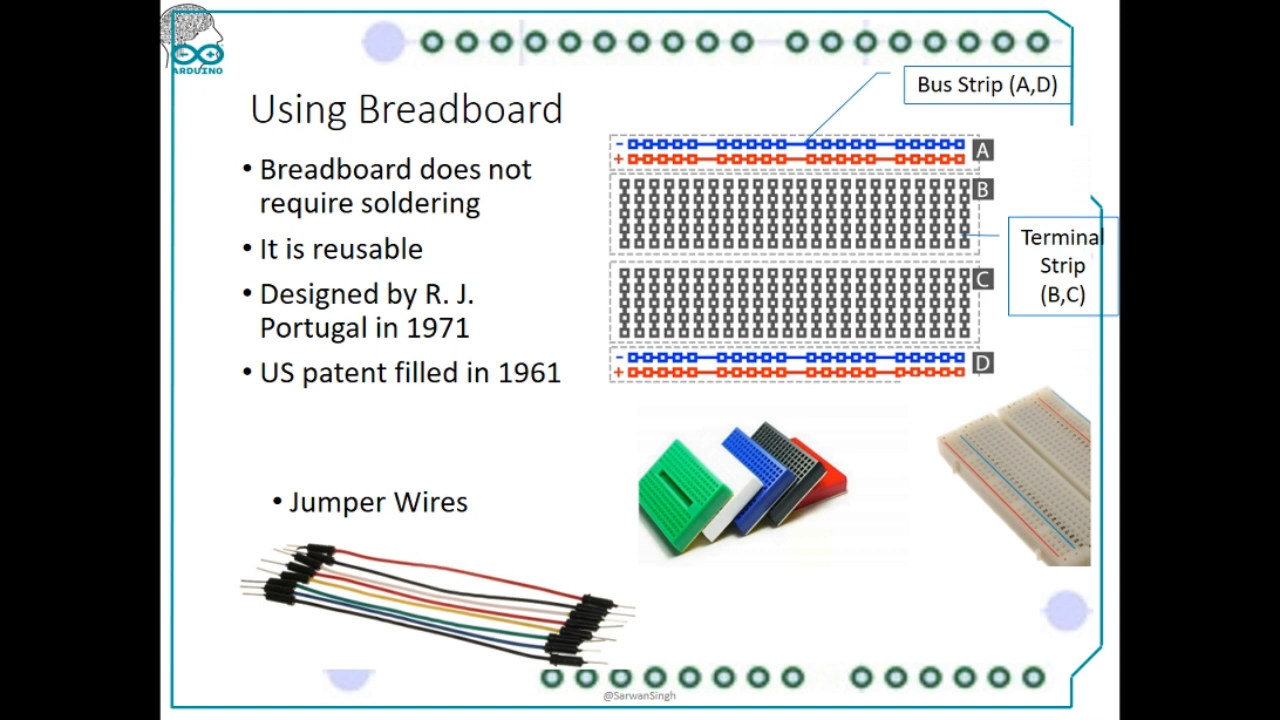 ARDUINO
Bus Strip (A,D)
Using Breadboard
• Breadboard does not
require soldering
• It is reusable
• Designed by R. J.
Portugal in 1971
• US patent filled in 1961
- A
+
B
Terminal
Strip
(B,C)
C
- D
+
• Jumper Wires
@SarwanSingh